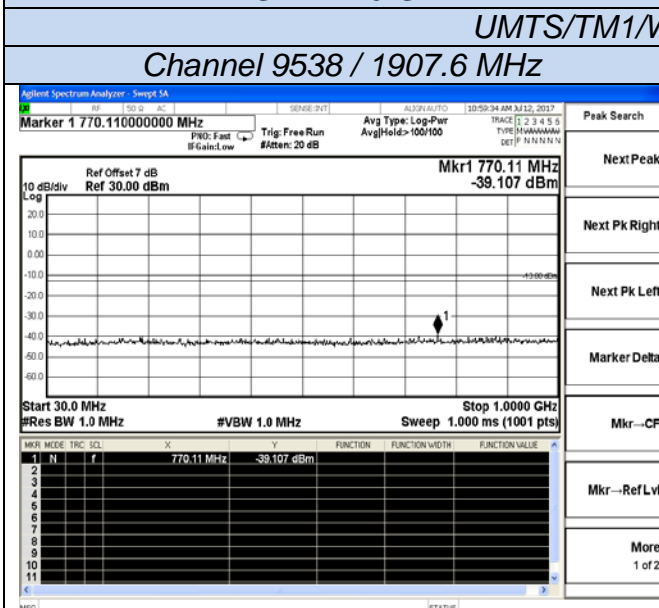 UMTS/TM1/W
Channel 9538 / 1907.6 MHz
Agilent Spectrum Analyzer - Swept SA
RF 50 Ω AC SENSE:INT ALIGN AUTO 10:59:34 AM Jul 12, 2017
Marker 1 770.110000000 MHz
PNO: Fast
IFGain:Low
Trig: Free Run
#Atten: 20 dB
Avg Type: Log-Pwr
Avg|Hold:>100/100
TRACE 1 2 3 4 5 6
TYPE MWWWWW
DET P N N N N N
Peak Search
Next Peak
Next Pk Right
Next Pk Left
Marker Delta
Mkr→CF
Mkr→Ref Lvl
More
1 of 2
Ref Offset 7 dB
10 dB/div Ref 30.00 dBm
Log
Mkr1 770.11 MHz
-39.107 dBm
20.0
10.0
0.00
-10.0
-13.00 dBm
-20.0
-30.0
1
-40.0
-50.0
-60.0
Start 30.0 MHz Stop 1.0000 GHz
#Res BW 1.0 MHz #VBW 1.0 MHz Sweep 1.000 ms (1001 pts)
MKR MODE TRC SCL X Y FUNCTION FUNCTION WIDTH FUNCTION VALUE
1 N f 770.11 MHz -39.107 dBm
2
3
4
5
6
7
8
9
10
11
MSG STATUS